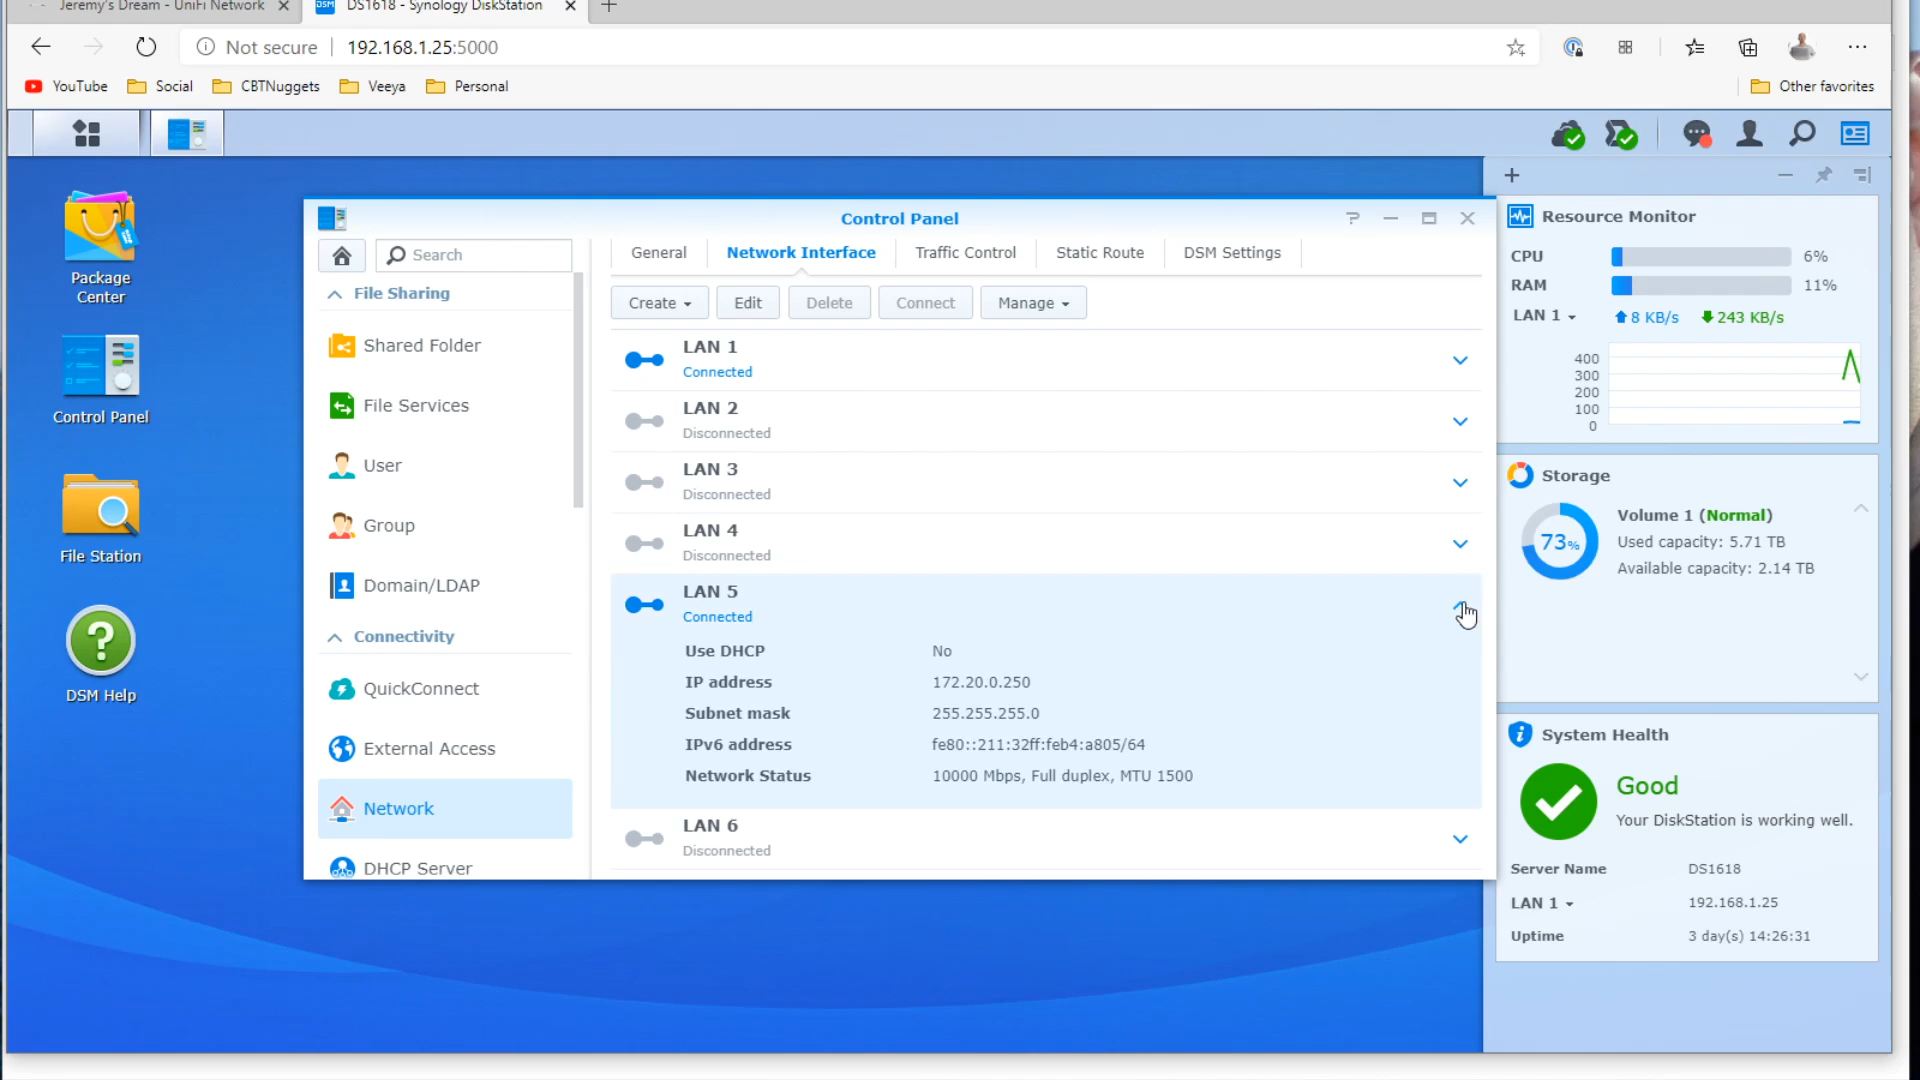 Jeremy's Dream - UniFi Network
DS1618 - Synology DiskStation
Not secure
192.168.1.25:5000
YouTube
Social
CBTNuggets
Veeya
Personal
Other favorites
Package
Center
Control Panel
File Station
DSM Help
Control Panel
Search
File Sharing
Shared Folder
File Services
User
Group
Domain/LDAP
Connectivity
QuickConnect
External Access
Network
DHCP Server
General
Network Interface
Traffic Control
Static Route
DSM Settings
Create
Edit
Delete
Connect
Manage
LAN 1
Connected
LAN 2
Disconnected
LAN 3
Disconnected
LAN 4
Disconnected
LAN 5
Connected
Use DHCP No
IP address 172.20.0.250
Subnet mask 255.255.255.0
IPv6 address fe80::211:32ff:feb4:a805/64
Network Status 10000 Mbps, Full duplex, MTU 1500
LAN 6
Disconnected
Resource Monitor
CPU 6%
RAM 11%
LAN 1 8 KB/s 243 KB/s
400
300
200
100
0
Storage
73%
Volume 1 (Normal)
Used capacity: 5.71 TB
Available capacity: 2.14 TB
System Health
Good
Your DiskStation is working well.
Server Name DS1618
LAN 1 192.168.1.25
Uptime 3 day(s) 14:26:31